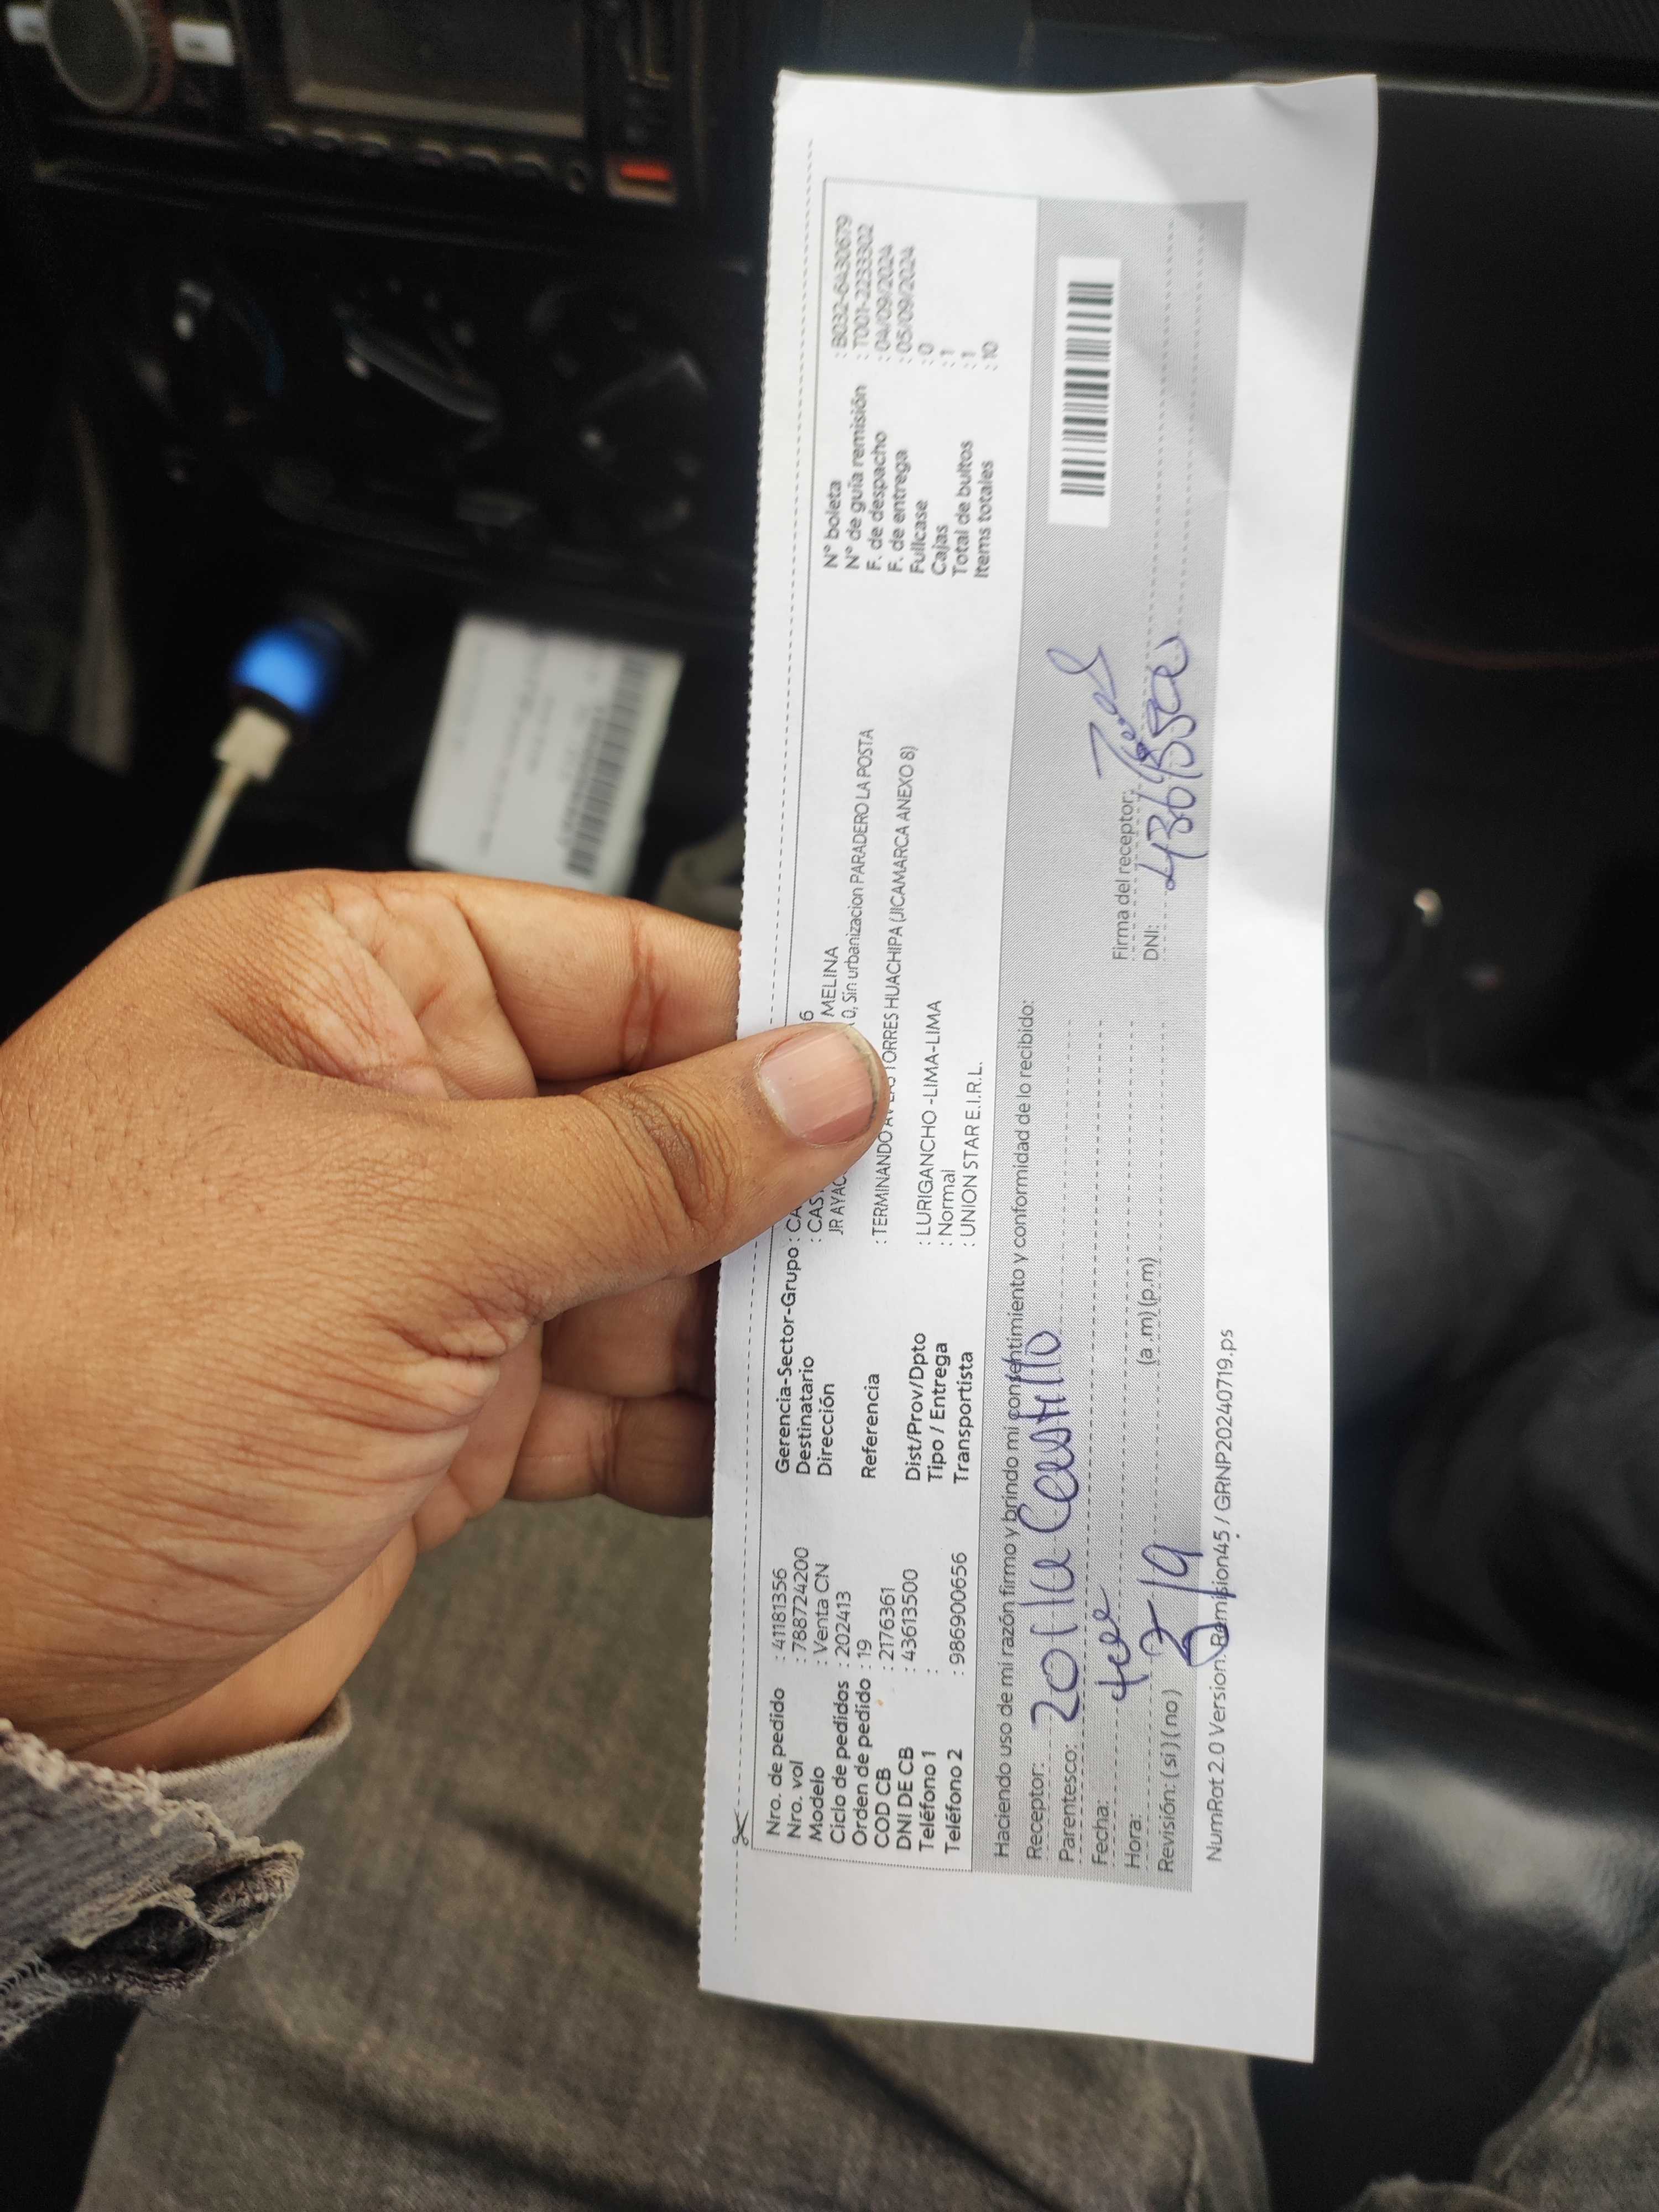 Nro. de pedido : 41181356
Nro. vol : 788724200
Modelo : Venta CN
Ciclo de pedidos : 202413
Orden de pedido : 19
COD CB : 2176361
DNI DE CB : 43613500
Teléfono 1 :
Teléfono 2 : 986900656
Gerencia-Sector-Grupo : CA 6
Destinatario : CAS MELINA
Dirección JR AYAC 0, Sin urbanizacion PARADERO LA POSTA
Referencia : TERMINANDO TORRES HUACHIPA (JICAMARCA ANEXO 8)
Dist/Prov/Dpto : LURIGANCHO -LIMA-LIMA
Tipo / Entrega : Normal
Transportista : UNION STAR E.I.R.L.
N° boleta : B032-6430679
N° de guía remisión : T001-2233302
F. de despacho : 04/09/2024
F. de entrega : 05/09/2024
Fullcase : 0
Cajas : 1
Total de bultos : 1
Items totales : 10
Haciendo uso de mi razón firmo y brindo mi consentimiento y conformidad de lo recibido:
Receptor: Castillo
Parentesco:
Fecha: 5/9
Hora: (a .m) (p.m)
Revisión: ( si ) ( no )
Firma del receptor:
DNI:
NumRot 2.0 Version: Remision45 / GRNP20240719.ps